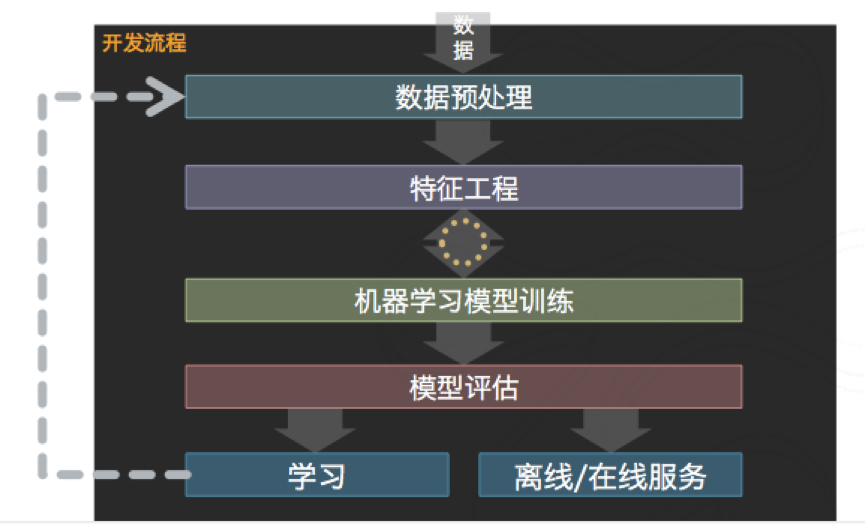 开发流程
数
据
数据预处理
特征工程
机器学习模型训练
模型评估
学习
离线/在线服务